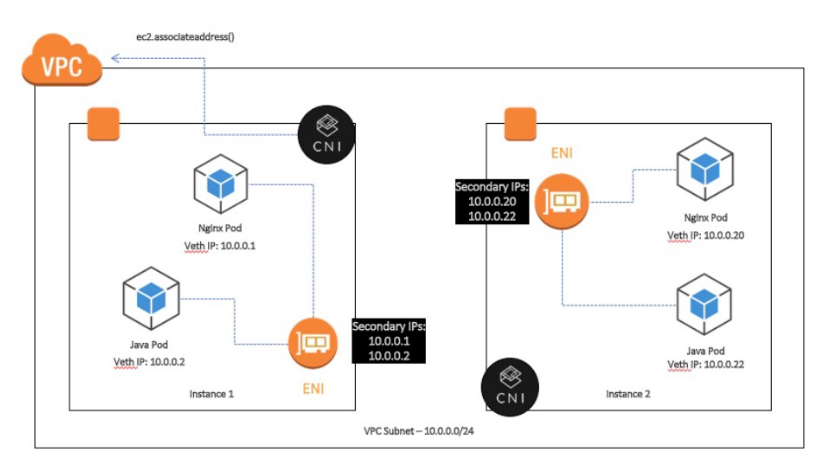 ec2.associateaddress()
VPC
CNI
Nginx Pod
Veth IP: 10.0.0.1
Java Pod
Veth IP: 10.0.0.2
Secondary IPs:
10.0.0.1
10.0.0.2
ENI
Instance 1
ENI
Secondary IPs:
10.0.0.20
10.0.0.22
Nginx Pod
Veth IP: 10.0.0.20
Java Pod
Veth IP: 10.0.0.22
CNI
Instance 2
VPC Subnet – 10.0.0.0/24